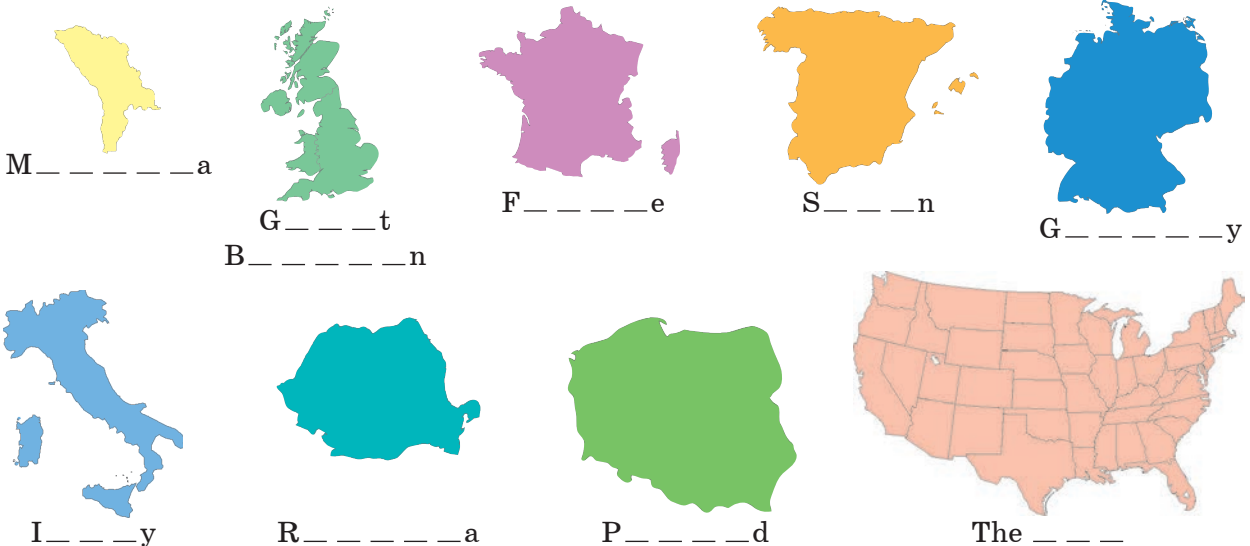 M_ _ _ _ _a
G_ _ _t
B_ _ _ _ _n
F_ _ _ _e
S_ _ _n
G_ _ _ _ _y
I_ _ _y
R_ _ _ _ _a
P_ _ _ _d
The _ _ _